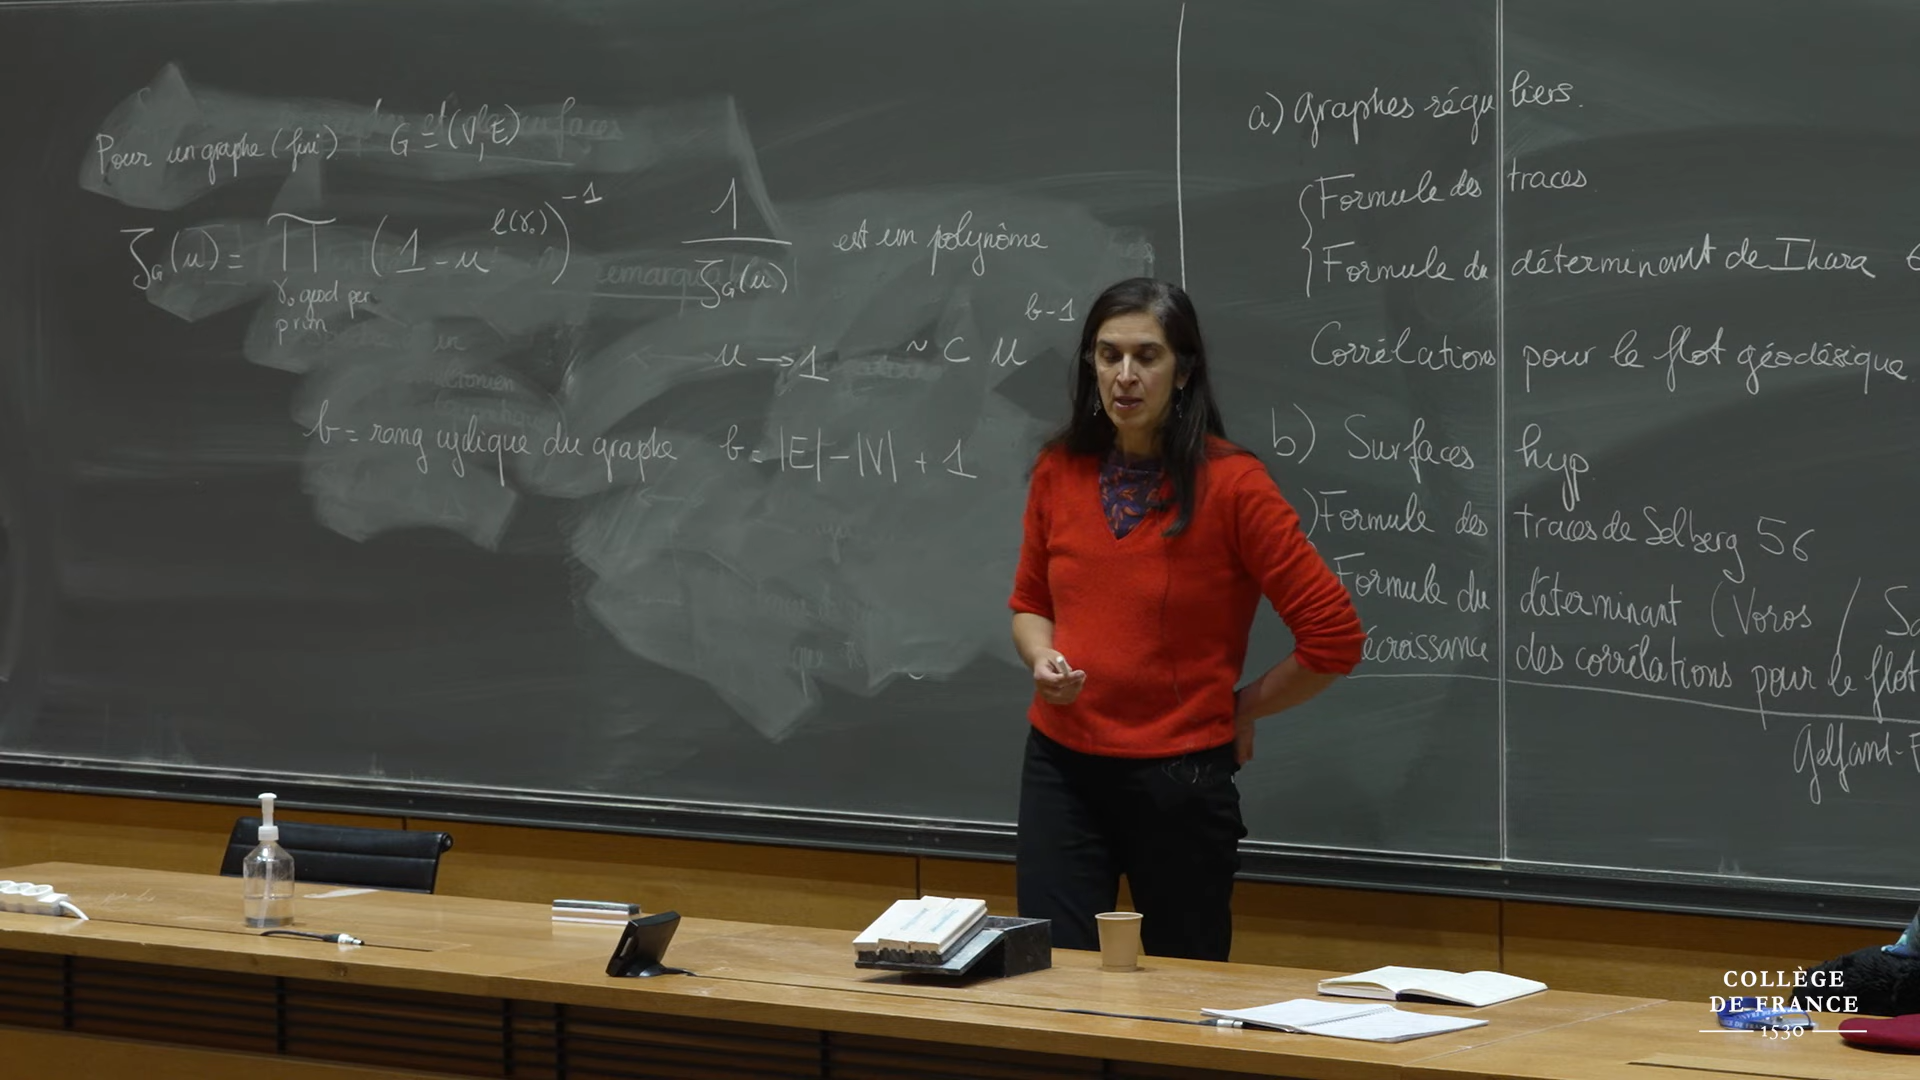 Pour un graphe (fini) G = (V, E)
ζ_G(u) = ∏ (1 - u^{l(γ₀)})^{-1}
γ₀ géod per
prim
1 / ζ_G(u) est un polynôme
u → 1 ~ C u^{b-1}
b = rang cyclique du graphe b = |E| - |V| + 1
a) Graphes réguliers.
Formule des traces
Formule du déterminant de Ihara
Corrélations pour le flot géodésique
b) Surfaces hyp.
Formule des traces de Selberg 56
Formule du déterminant (Voros /
écroissance des corrélations pour le flot
Gelfand-F
COLLÈGE
DE FRANCE
1530